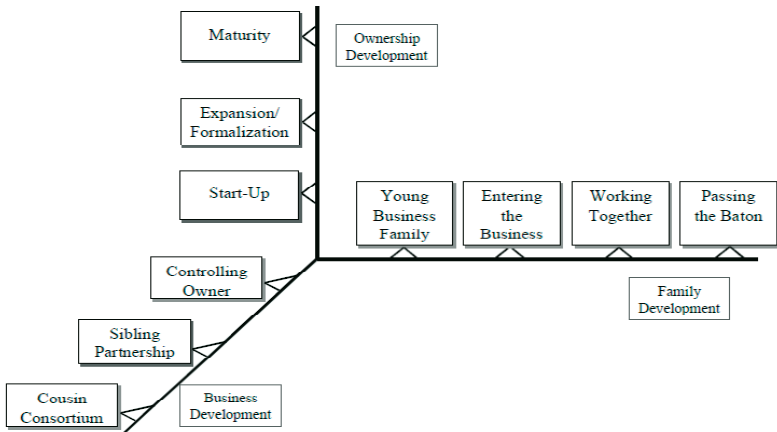 Maturity
Ownership
Development
Expansion/
Formalization
Start-Up
Young
Business
Family
Entering
the
Business
Working
Together
Passing
the Baton
Controlling
Owner
Family
Development
Sibling
Partnership
Cousin
Consortium
Business
Development